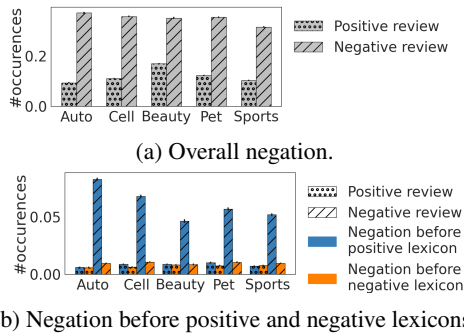 #occurences
0.2
0.0
Auto Cell Beauty Pet Sports
Positive review
Negative review
(a) Overall negation.
#occurences
0.05
0.00
Auto Cell Beauty Pet Sports
Positive review
Negative review
Negation before
positive lexicon
Negation before
negative lexicon
b) Negation before positive and negative lexicons